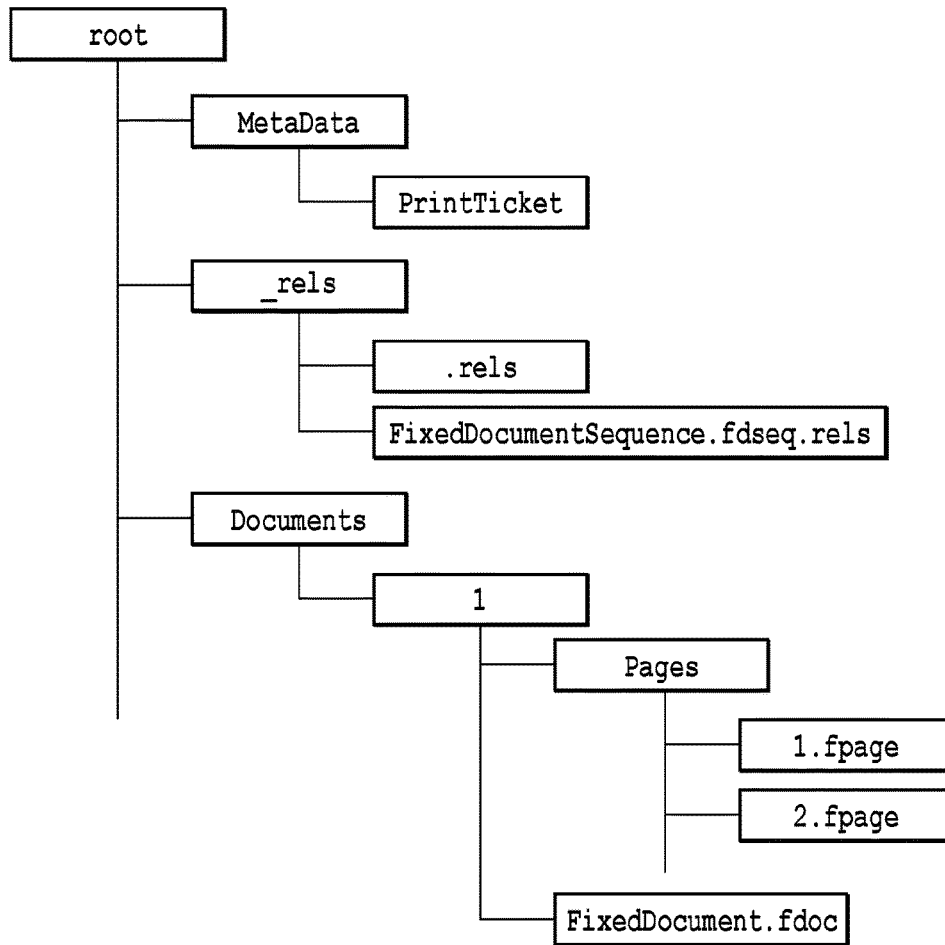 root
MetaData
PrintTicket
_rels
.rels
FixedDocumentSequence.fdseq.rels
Documents
1
Pages
1.fpage
2.fpage
FixedDocument.fdoc